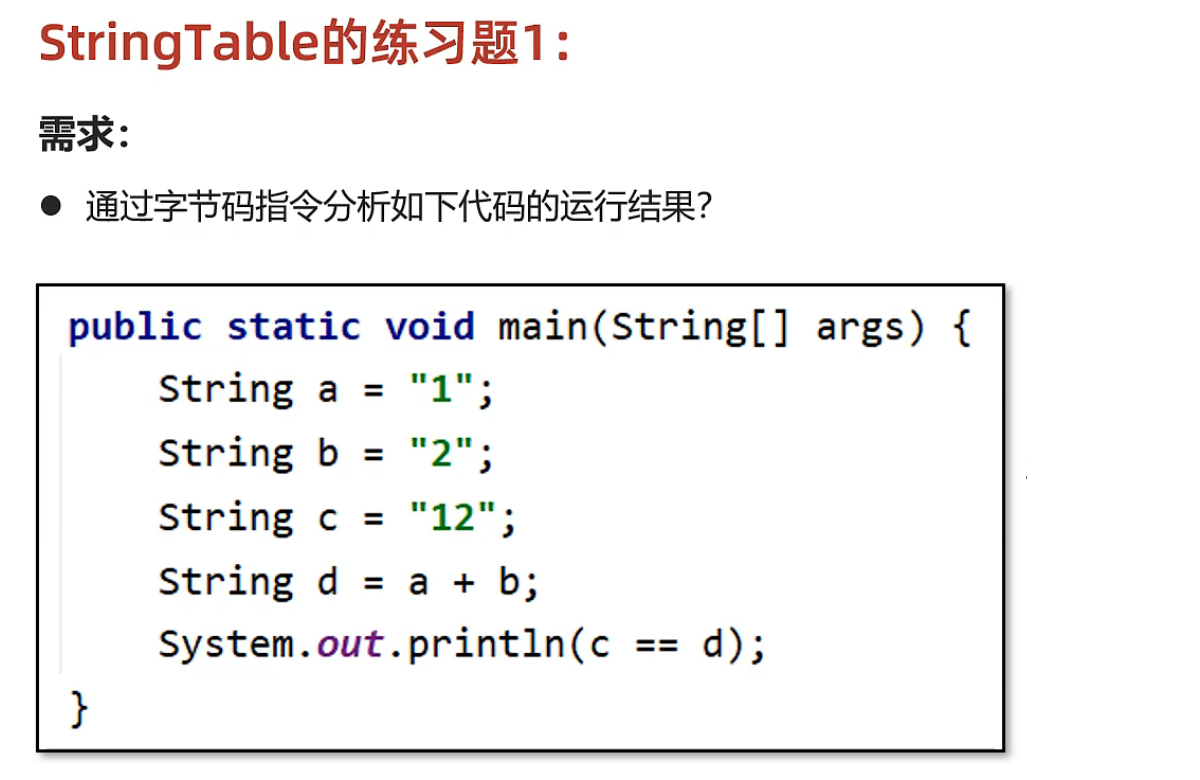 StringTable的练习题1：
需求：
● 通过字节码指令分析如下代码的运行结果？
public static void main(String[] args) {
    String a = "1";
    String b = "2";
    String c = "12";
    String d = a + b;
    System.out.println(c == d);
}